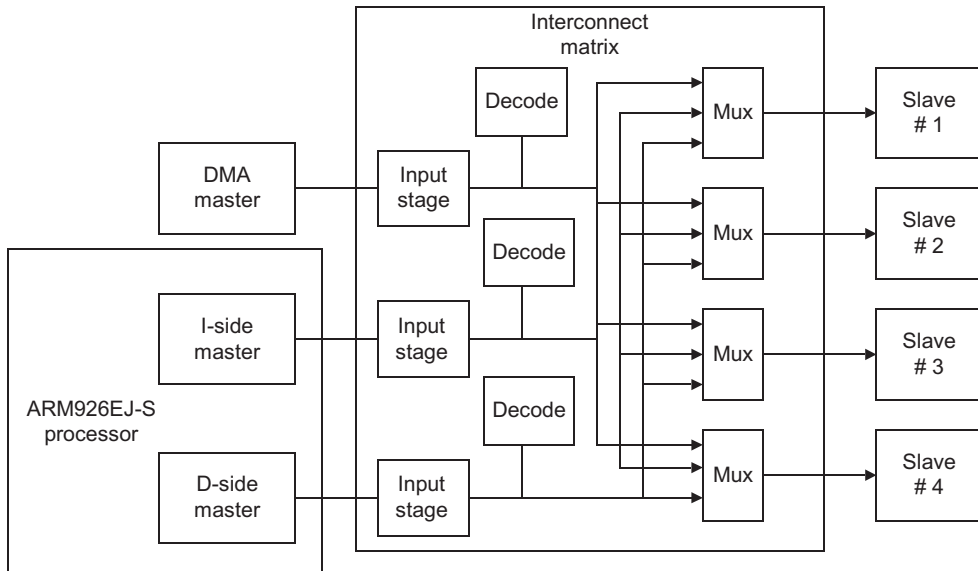 Interconnect
matrix
Decode
Mux
Slave
# 1
DMA
master
Input
stage
Decode
Mux
Slave
# 2
I-side
master
Input
stage
Mux
Slave
# 3
ARM926EJ-S
processor
Decode
D-side
master
Input
stage
Mux
Slave
# 4